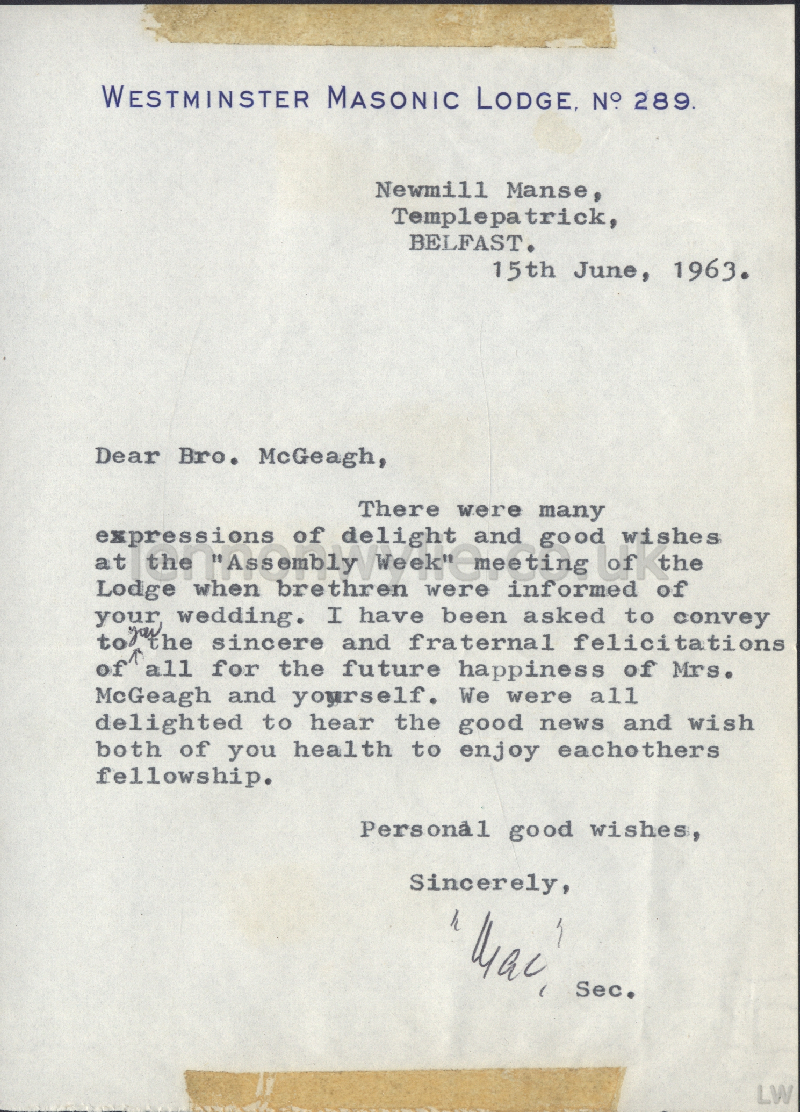 WESTMINSTER MASONIC LODGE, Nº 289.
Newmill Manse,
Templepatrick,
BELFAST.
15th June, 1963.
Dear Bro. McGeagh,
There were many
expressions of delight and good wishes
at the "Assembly Week" meeting of the
Lodge when brethren were informed of
your wedding. I have been asked to convey
to you the sincere and fraternal felicitations
of all for the future happiness of Mrs.
McGeagh and yourself. We were all
delighted to hear the good news and wish
both of you health to enjoy eachothers
fellowship.
Personal good wishes,
Sincerely,
"Mac",
Sec.
lennonwylie.co.uk
LW